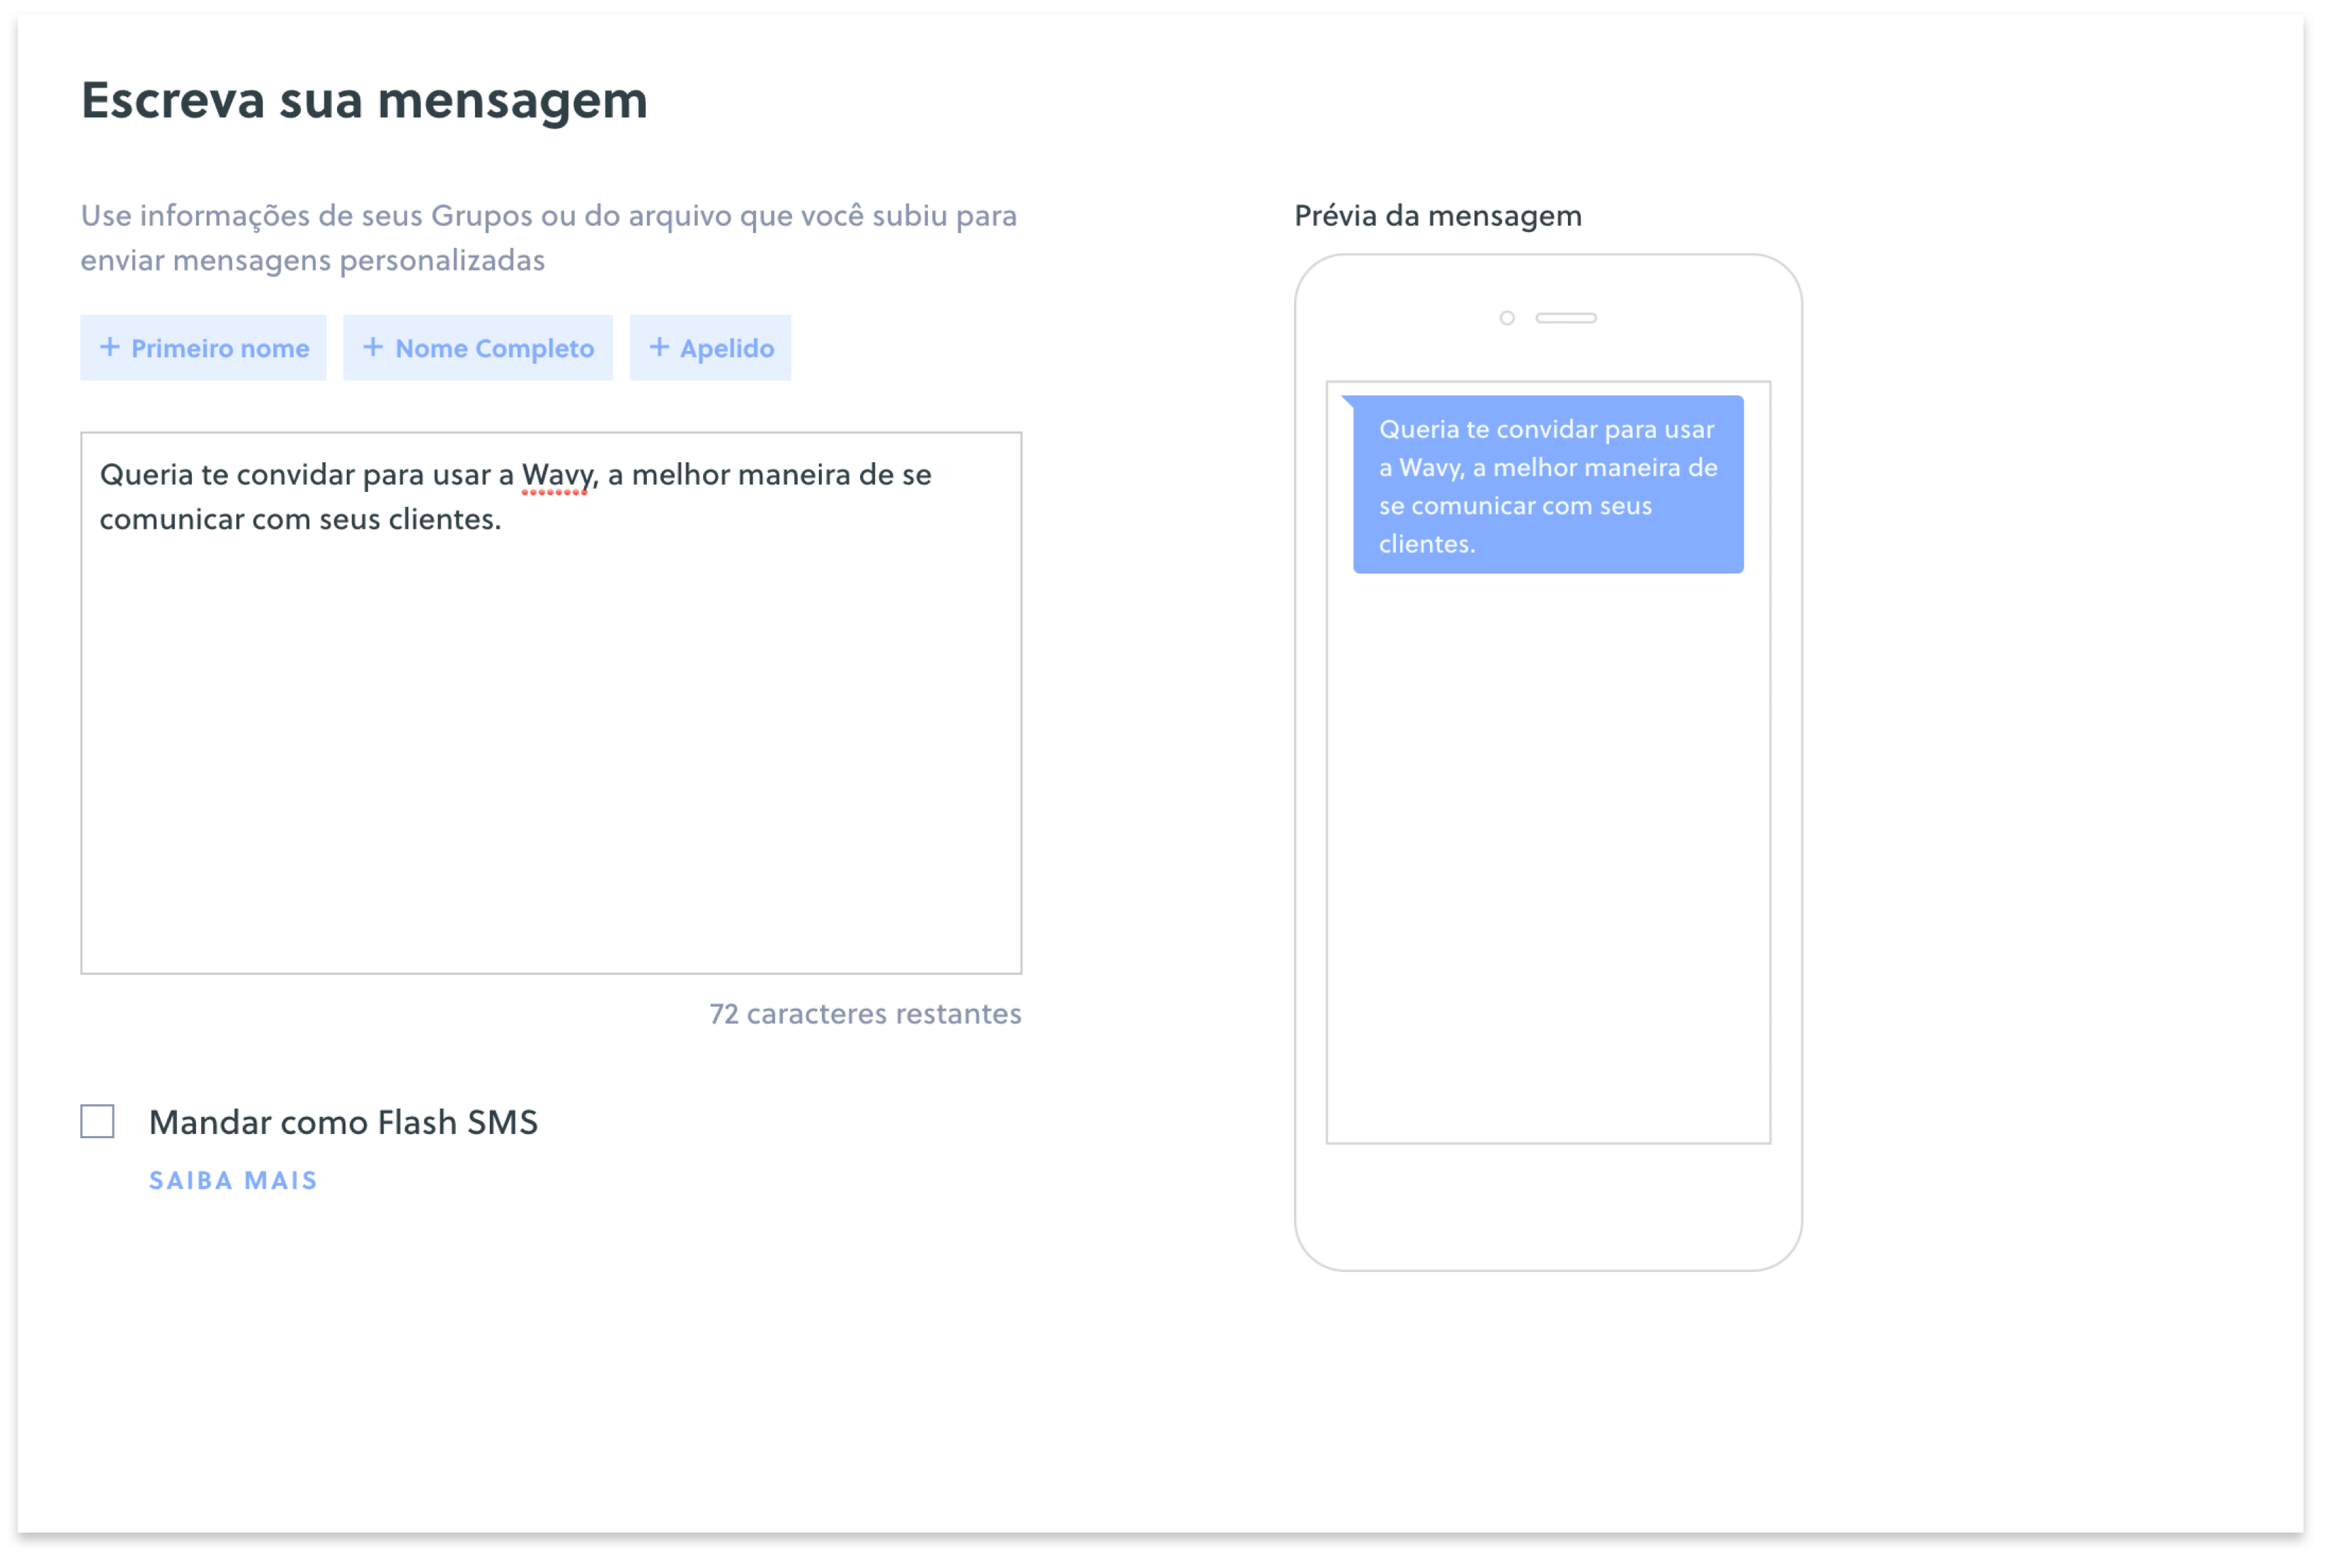 Escreva sua mensagem
Use informações de seus Grupos ou do arquivo que você subiu para
enviar mensagens personalizadas
+ Primeiro nome
+ Nome Completo
+ Apelido
Queria te convidar para usar a Wavy, a melhor maneira de se
comunicar com seus clientes.
72 caracteres restantes
Mandar como Flash SMS
SAIBA MAIS
Prévia da mensagem
Queria te convidar para usar
a Wavy, a melhor maneira de
se comunicar com seus
clientes.